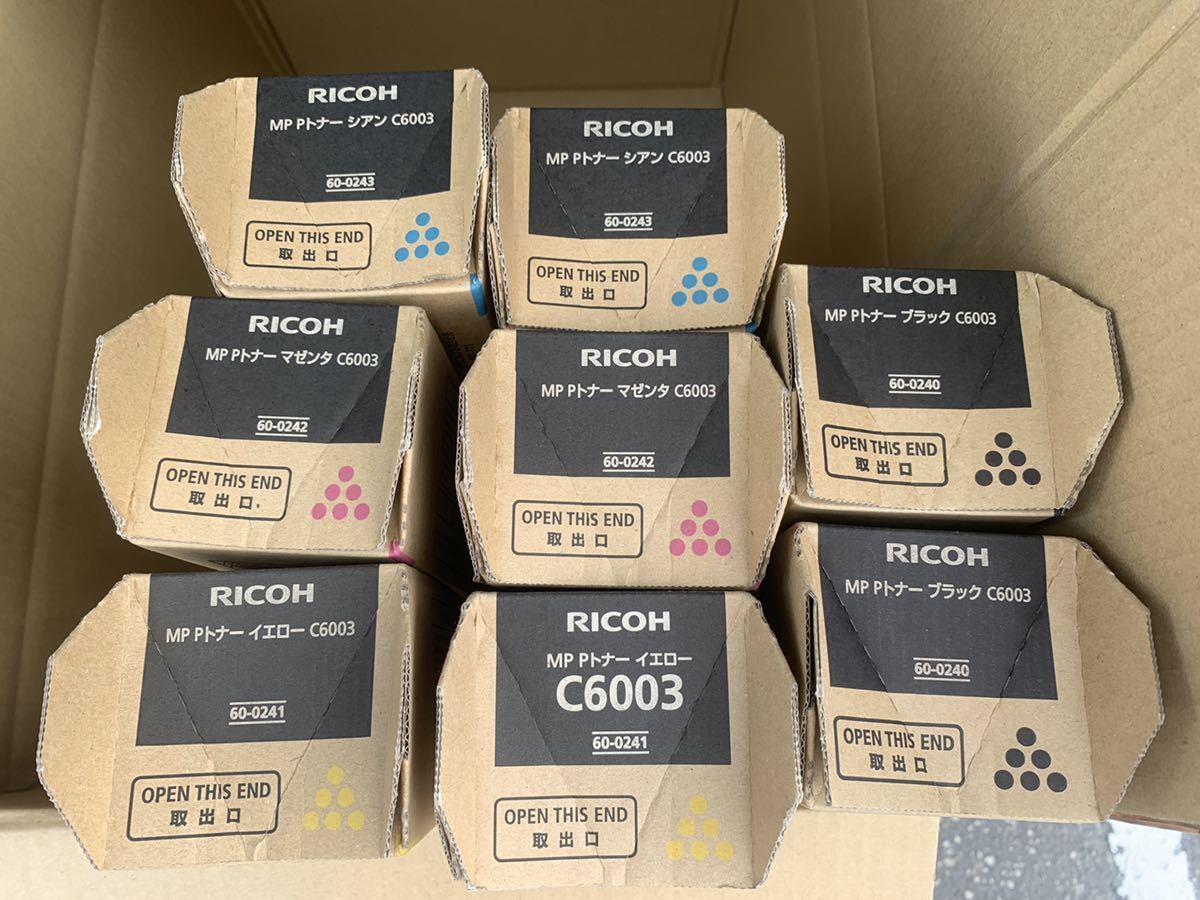 RICOH
MP Pトナー シアン C6003
60-0243
OPEN THIS END
取出口
RICOH
MP Pトナー シアン C6003
60-0243
OPEN THIS END
取出口
RICOH
MP Pトナー マゼンタ C6003
60-0242
OPEN THIS END
取出口
RICOH
MP Pトナー マゼンタ C6003
60-0242
OPEN THIS END
取出口
RICOH
MP Pトナー ブラック C6003
60-0240
OPEN THIS END
取出口
RICOH
MP Pトナー イエロー C6003
60-0241
OPEN THIS END
取出口
RICOH
MP Pトナー イエロー
C6003
60-0241
OPEN THIS END
取出口
RICOH
MP Pトナー ブラック C6003
60-0240
OPEN THIS END
取出口